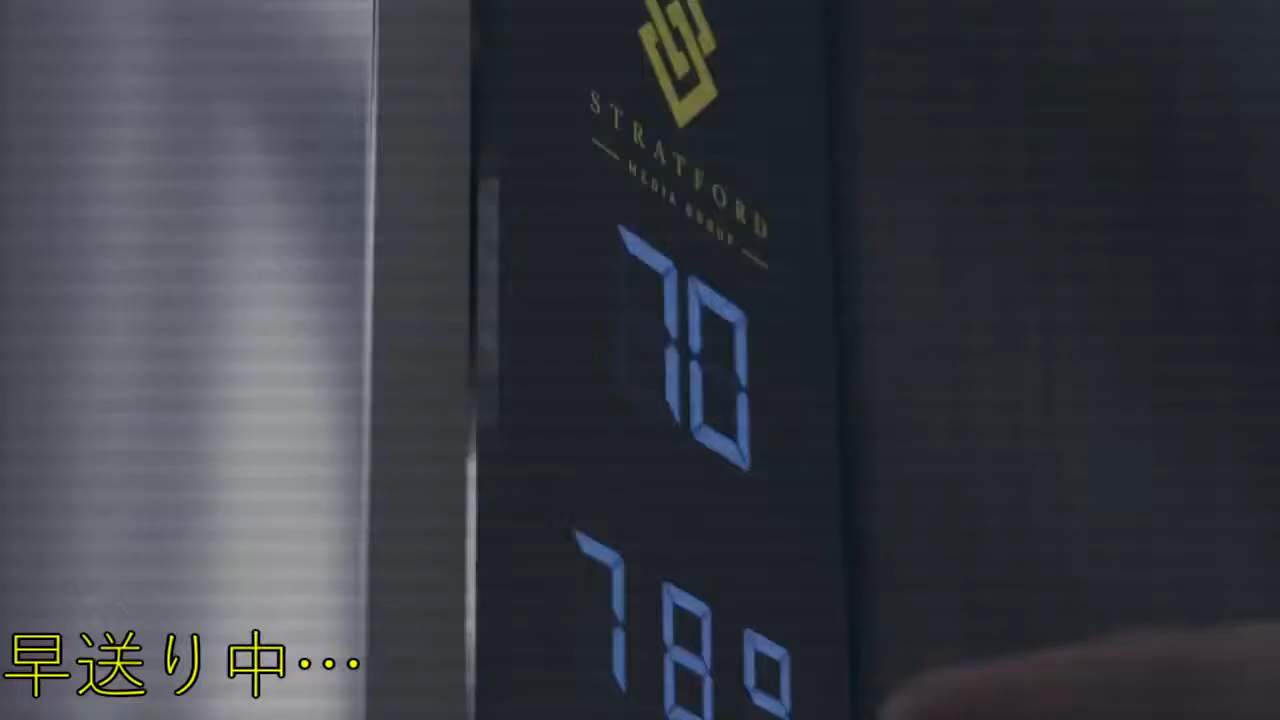 STRATFORD
MEDIA GROUP
70
78°
早送り中…